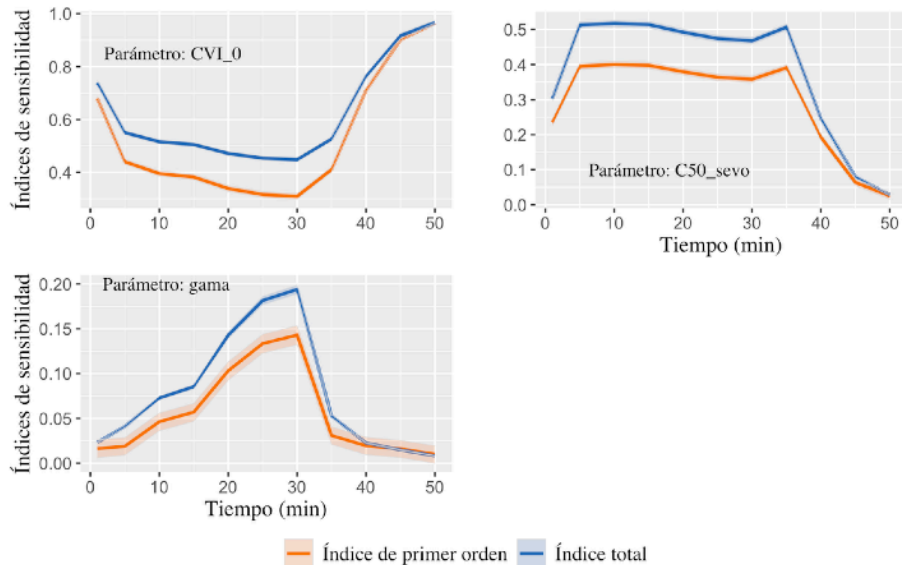 Índices de sensibilidad
1.0
0.8
0.6
0.4
Parámetro: CVI_0
0 10 20 30 40 50
0.5
0.4
0.3
0.2
0.1
0.0
Parámetro: C50_sevo
0 10 20 30 40 50
Tiempo (min)
Índices de sensibilidad
0.20
0.15
0.10
0.05
0.00
Parámetro: gama
0 10 20 30 40 50
Tiempo (min)
Índice de primer orden Índice total